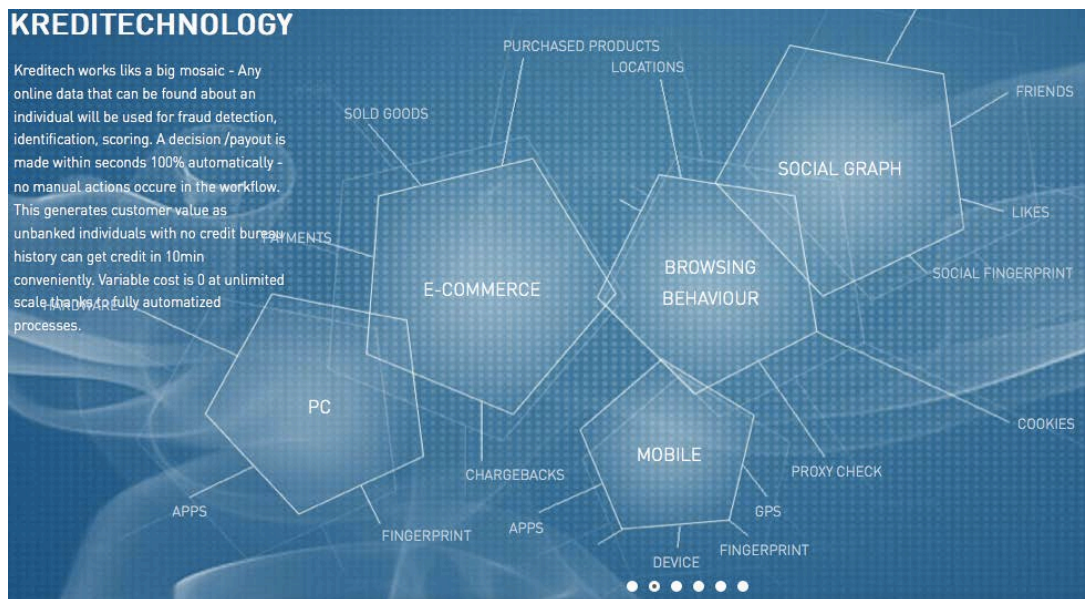 KREDITECHNOLOGY
Kreditech works like a big mosaic - Any
online data that can be found about an
individual will be used for fraud detection,
identification, scoring. A decision /payout is
made within seconds 100% automatically -
no manual actions occure in the workflow.
This generates customer value as
unbanked individuals with no credit bureau
history can get credit in 10min
conveniently. Variable cost is 0 at unlimited
scale thanks to fully automatized
processes.
PURCHASED PRODUCTS
LOCATIONS
SOLD GOODS
FRIENDS
SOCIAL GRAPH
LIKES
PAYMENTS
SOCIAL FINGERPRINT
E-COMMERCE
BROWSING
BEHAVIOUR
HARDWARE
PC
COOKIES
MOBILE
CHARGEBACKS
PROXY CHECK
APPS
GPS
APPS
FINGERPRINT
FINGERPRINT
DEVICE